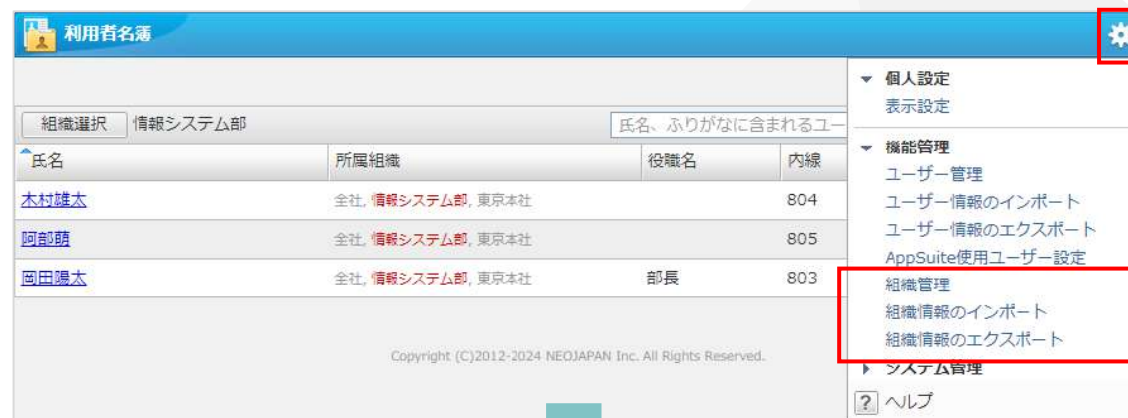 利用者名簿
組織選択 情報システム部 氏名、ふりがなに含まれるユー
氏名 所属組織 役職名 内線
木村雄太 全社, 情報システム部, 東京本社 804
阿部萌 全社, 情報システム部, 東京本社 805
岡田陽太 全社, 情報システム部, 東京本社 部長 803
Copyright (C)2012-2024 NEOJAPAN Inc. All Rights Reserved.
個人設定
表示設定
機能管理
ユーザー管理
ユーザー情報のインポート
ユーザー情報のエクスポート
AppSuite使用ユーザー設定
組織管理
組織情報のインポート
組織情報のエクスポート
システム管理
? ヘルプ